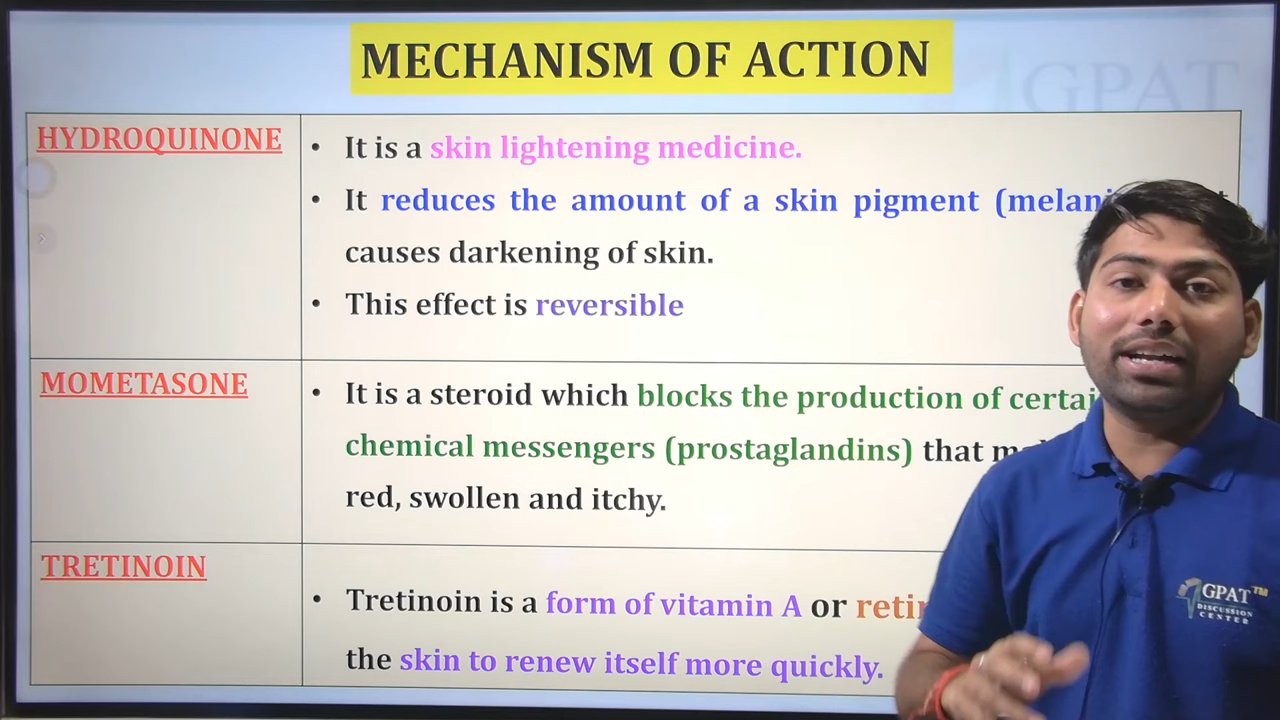 MECHANISM OF ACTION
GPAT
HYDROQUINONE
• It is a skin lightening medicine.
• It reduces the amount of a skin pigment
causes darkening of skin.
• This effect is reversible
MOMETASONE
• It is a steroid which blocks the production of
chemical messengers (prostaglandins) that
red, swollen and itchy.
TRETINOIN
• Tretinoin is a form of vitamin A or
the skin to renew itself more quickly.
GPAT™
DISCUSSION
CENTER